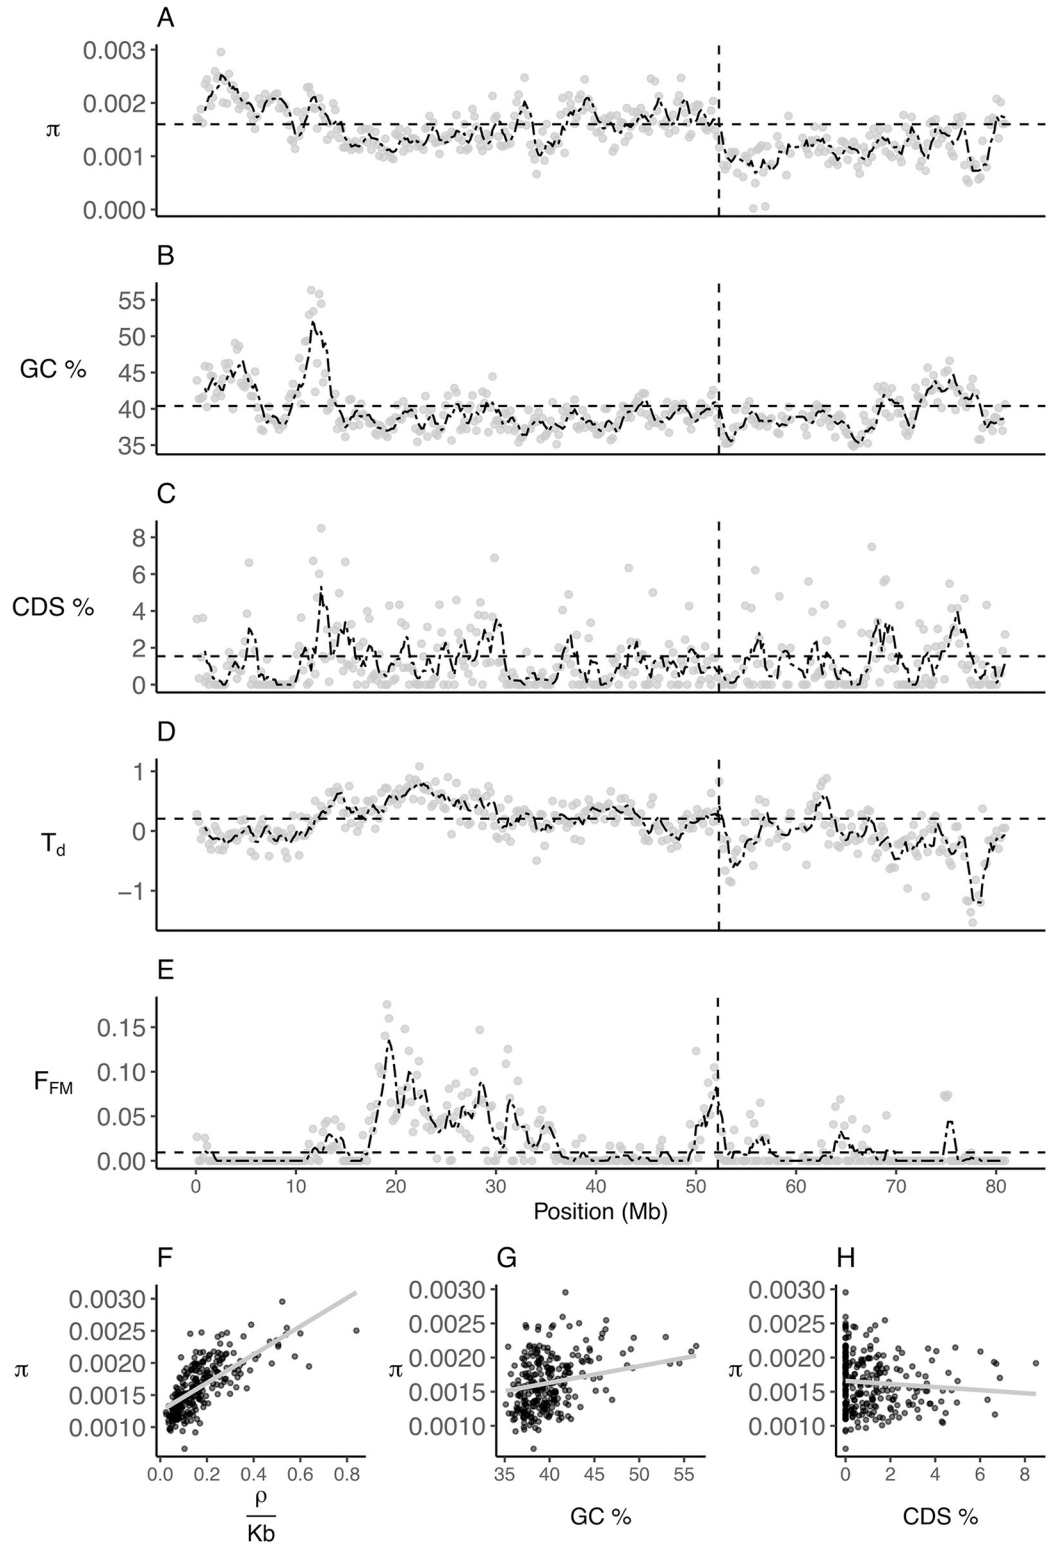 A
π
0.003
0.002
0.001
0.000
B
GC %
55
50
45
40
35
C
CDS %
8
6
4
2
0
D
Td
1
0
−1
E
FFM
0.15
0.10
0.05
0.00
0 10 20 30 40 50 60 70 80
Position (Mb)
F
π
0.0030
0.0025
0.0020
0.0015
0.0010
0.0 0.2 0.4 0.6 0.8
ρ
Kb
G
π
0.0030
0.0025
0.0020
0.0015
0.0010
35 40 45 50 55
GC %
H
π
0.0030
0.0025
0.0020
0.0015
0.0010
0 2 4 6 8
CDS %